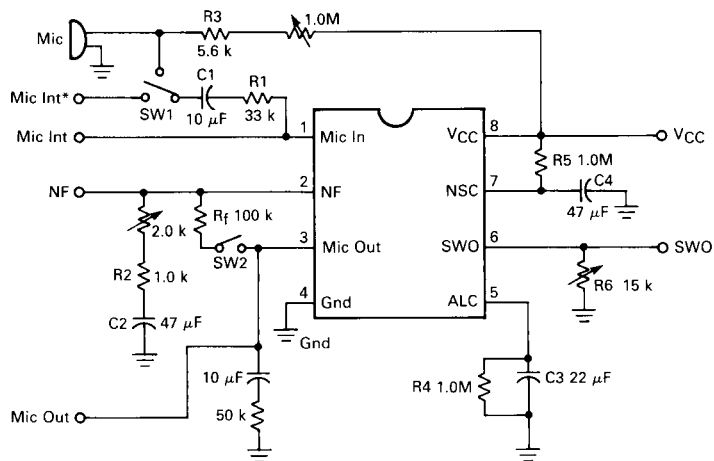 Mic
R3
5.6 k
1.0M
Mic Int*
SW1
C1
10 μF
R1
33 k
Mic Int
1
Mic In
VCC
8
VCC
R5 1.0M
NF
2
NF
NSC
7
C4
47 μF
Rf 100 k
2.0 k
SW2
3
Mic Out
SWO
6
SWO
R6 15 k
R2
1.0 k
4
Gnd
ALC
5
Gnd
C2
47 μF
10 μF
50 k
R4 1.0M
C3 22 μF
Mic Out